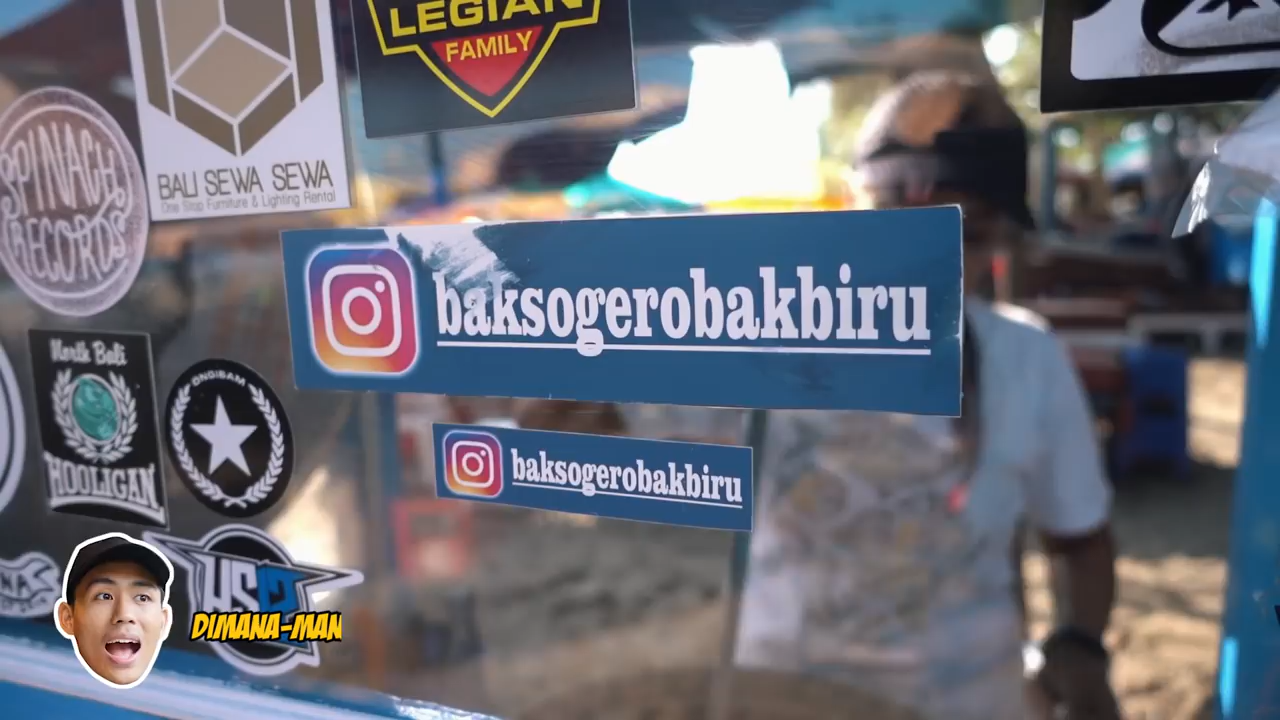 LEGIAN
FAMILY
BALI SEWA SEWA
One Stop Furniture & Lighting Rental
SPINACH
RECORDS
baksogerobakbiru
North Bali
HOOLIGAN
ONGISAM
baksogerobakbiru
DIMANA-MAN